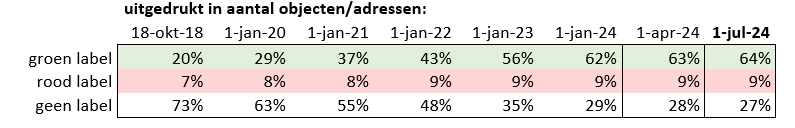 uitgedrukt in aantal objecten/adressen:
18-okt-18 1-jan-20 1-jan-21 1-jan-22 1-jan-23 1-jan-24 1-apr-24 1-jul-24
groen label 20% 29% 37% 43% 56% 62% 63% 64%
rood label 7% 8% 8% 9% 9% 9% 9% 9%
geen label 73% 63% 55% 48% 35% 29% 28% 27%